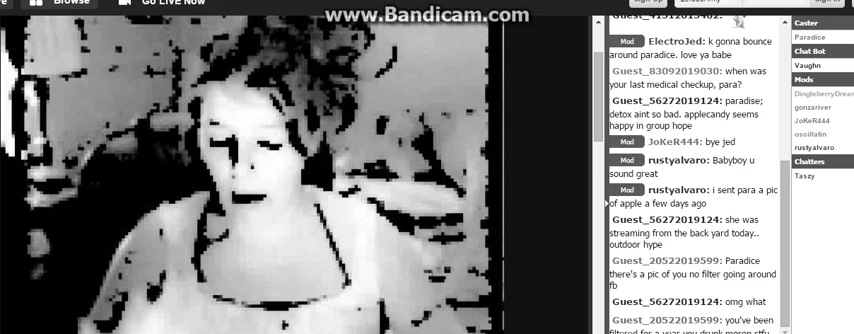 Browse
Go LIVE Now
www.Bandicam.com
Sign Up
Sign In
Mod ElectroJed: k gonna bounce
around paradice. love ya babe
Guest_83092019030: when was
your last medical checkup, para?
Guest_56272019124: paradise;
detox aint so bad. applecandy seems
happy in group hope
Mod JoKeR444: bye jed
Mod rustyalvaro: Babyboy u
sound great
Mod rustyalvaro: i sent para a pic
of apple a few days ago
Guest_56272019124: she was
streaming from the back yard today..
outdoor hype
Guest_20522019599: Paradice
there's a pic of you no filter going around
fb
Guest_56272019124: omg what
Guest_20522019599: you've been
filtered for a year you drunk moron stfu
Caster
Paradice
Chat Bot
Vaughn
Mods
DingleberryDream
gonzariver
JoKeR444
oscillatin
rustyalvaro
Chatters
Taszy